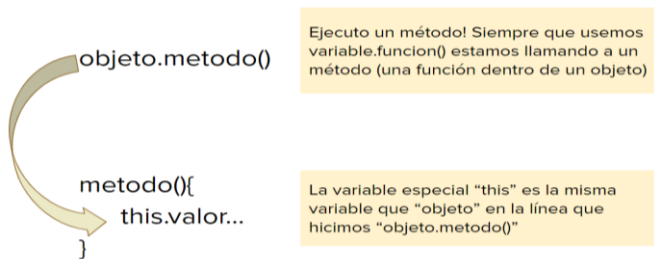 objeto.metodo()
Ejecuto un método! Siempre que usemos
variable.funcion() estamos llamando a un
método (una función dentro de un objeto)
metodo(){
this.valor...
}
La variable especial “this” es la misma
variable que “objeto” en la línea que
hicimos “objeto.metodo()”